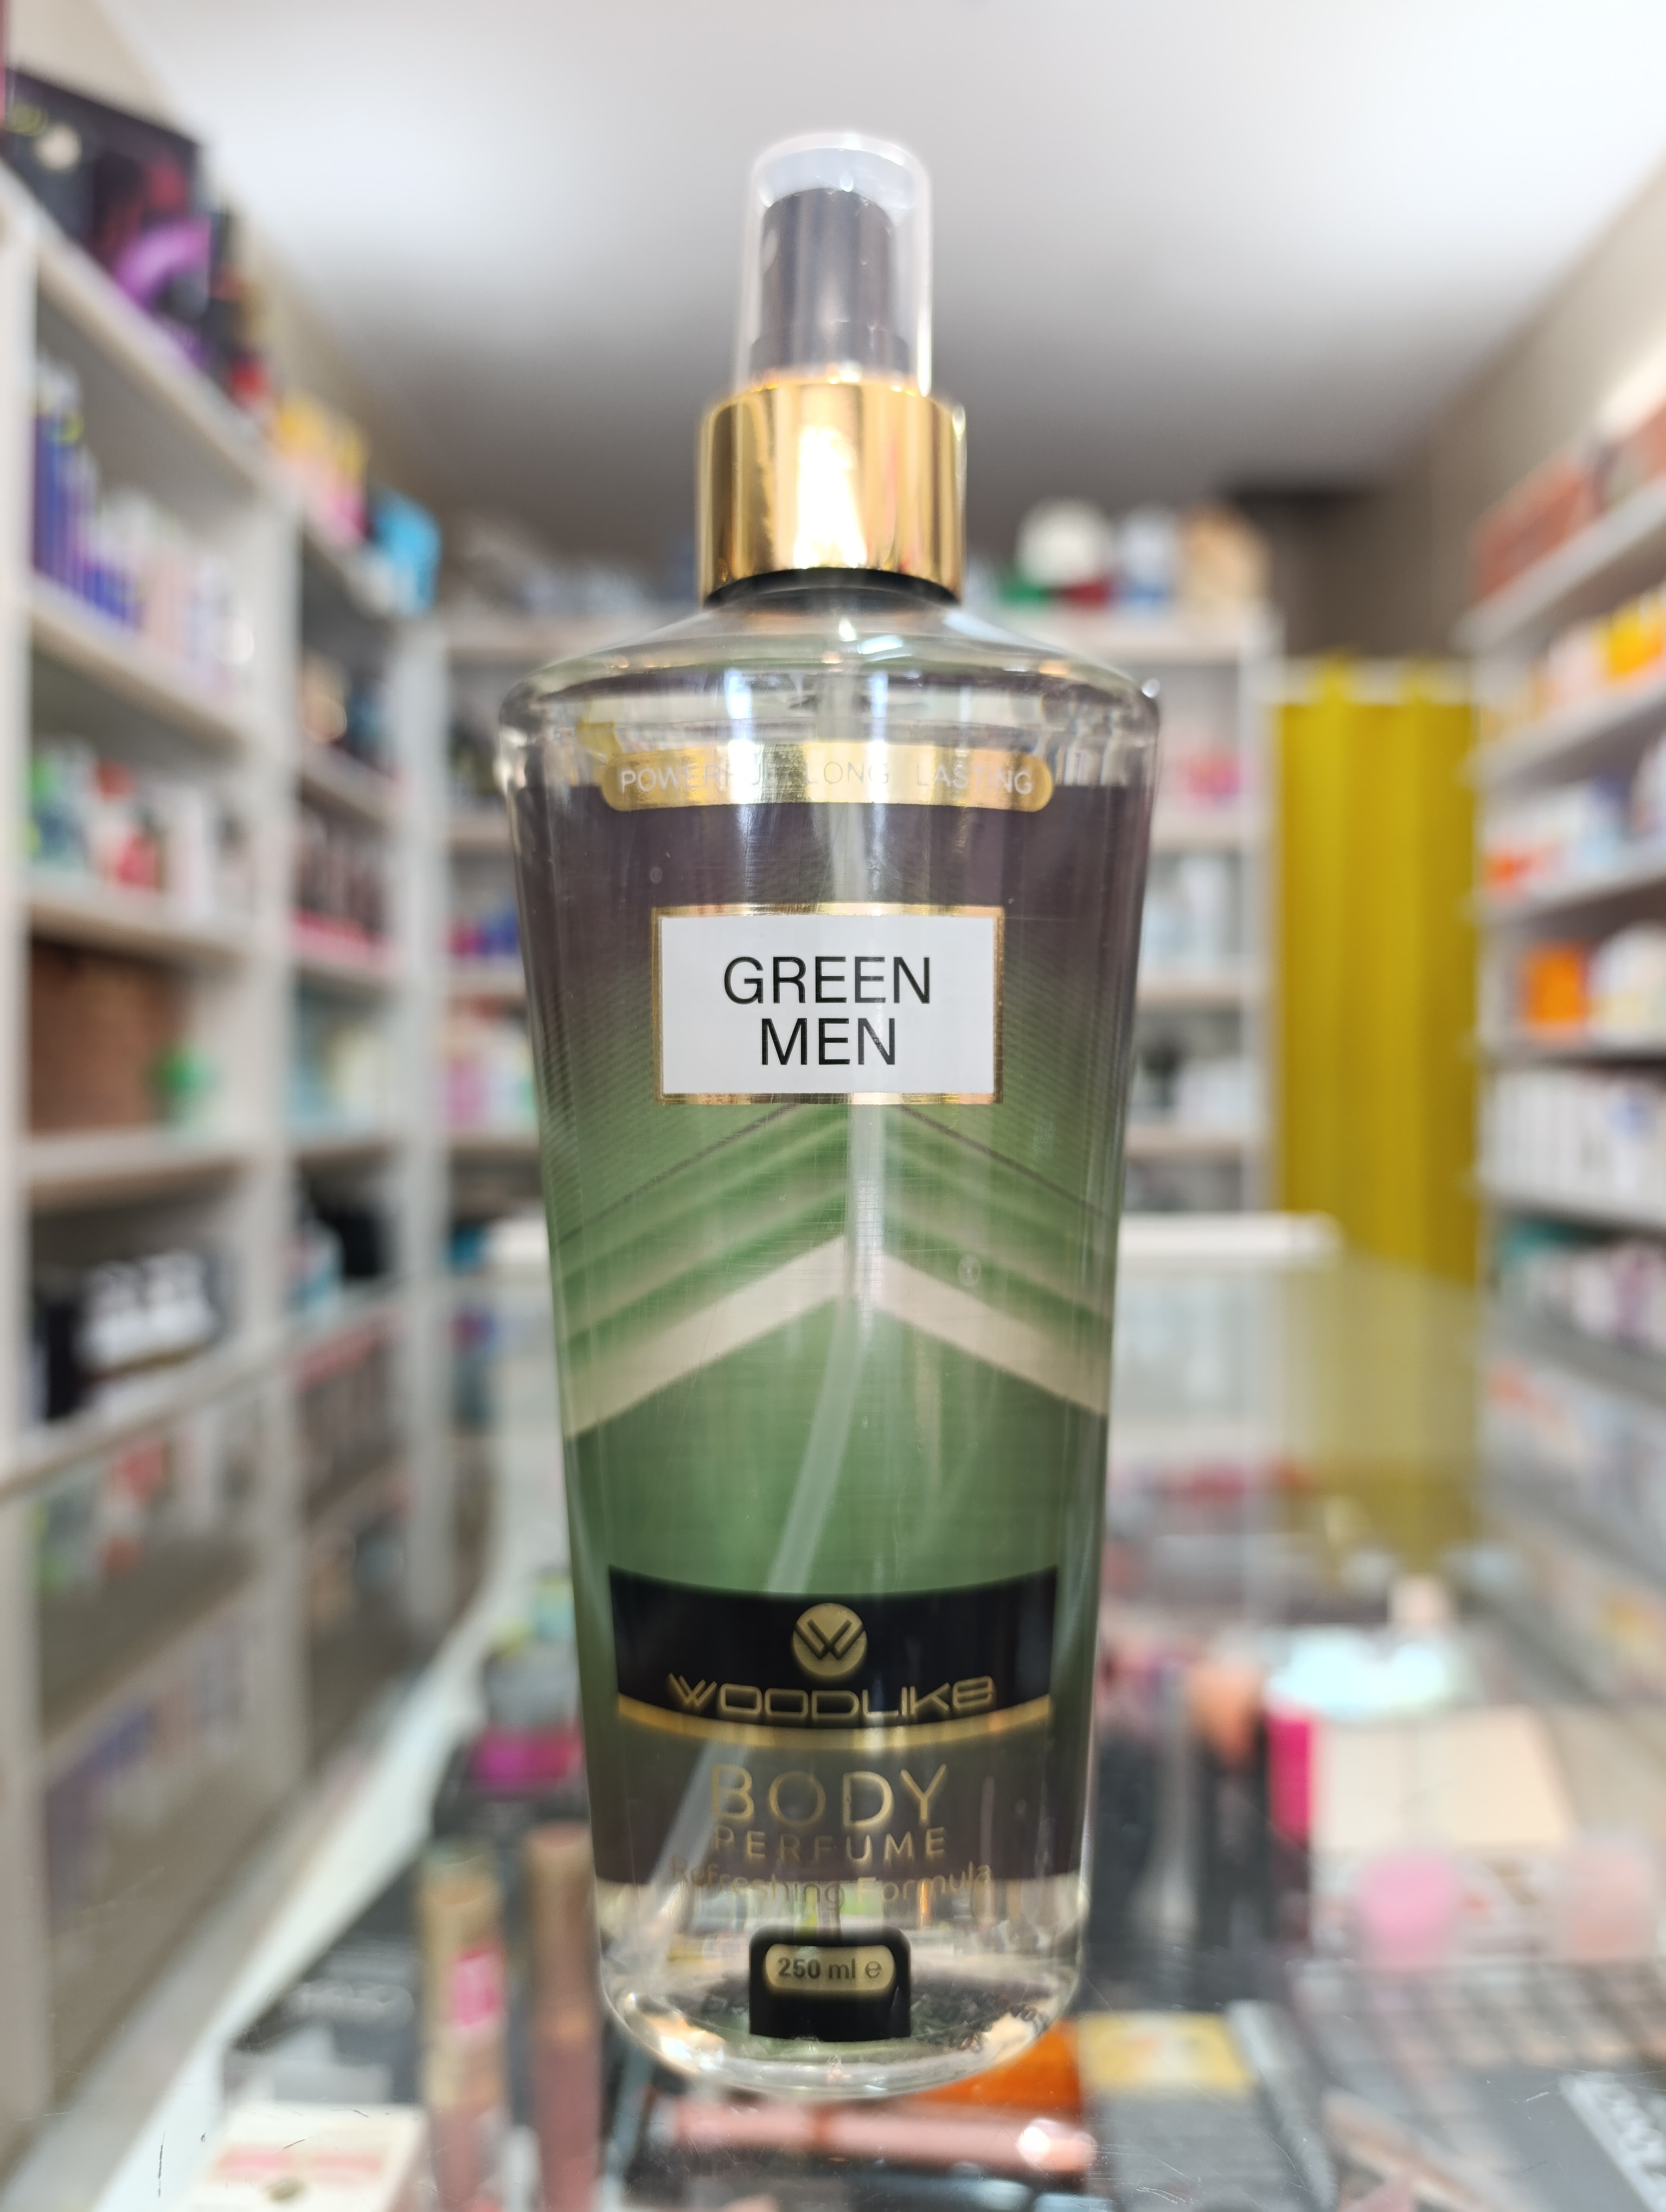 POWERFUL LONG LASTING
GREEN
MEN
W
WOODLIKE
BODY
PERFUME
Refreshing Formula
250 ml e